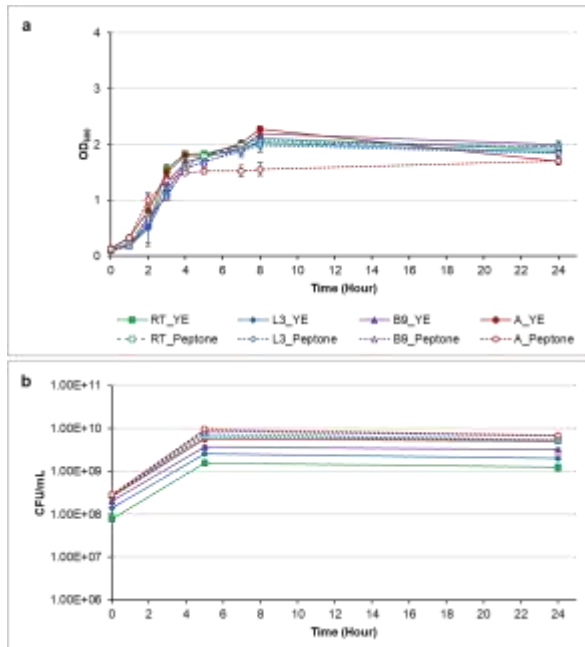 a
4
3
2
1
0
OD600
0 2 4 6 8 10 12 14 16 18 20 22 24
Time (Hour)
RT_YE L3_YE B9_YE A_YE
RT_Peptone L3_Peptone B9_Peptone A_Peptone
b
1.00E+11
1.00E+10
1.00E+09
1.00E+08
1.00E+07
1.00E+06
CFU/mL
0 2 4 6 8 10 12 14 16 18 20 22 24
Time (Hour)